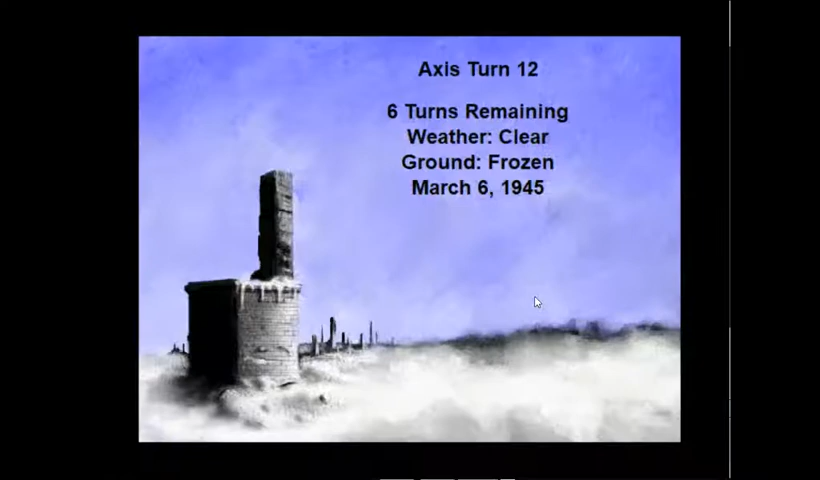 Axis Turn 12
6 Turns Remaining
Weather: Clear
Ground: Frozen
March 6, 1945